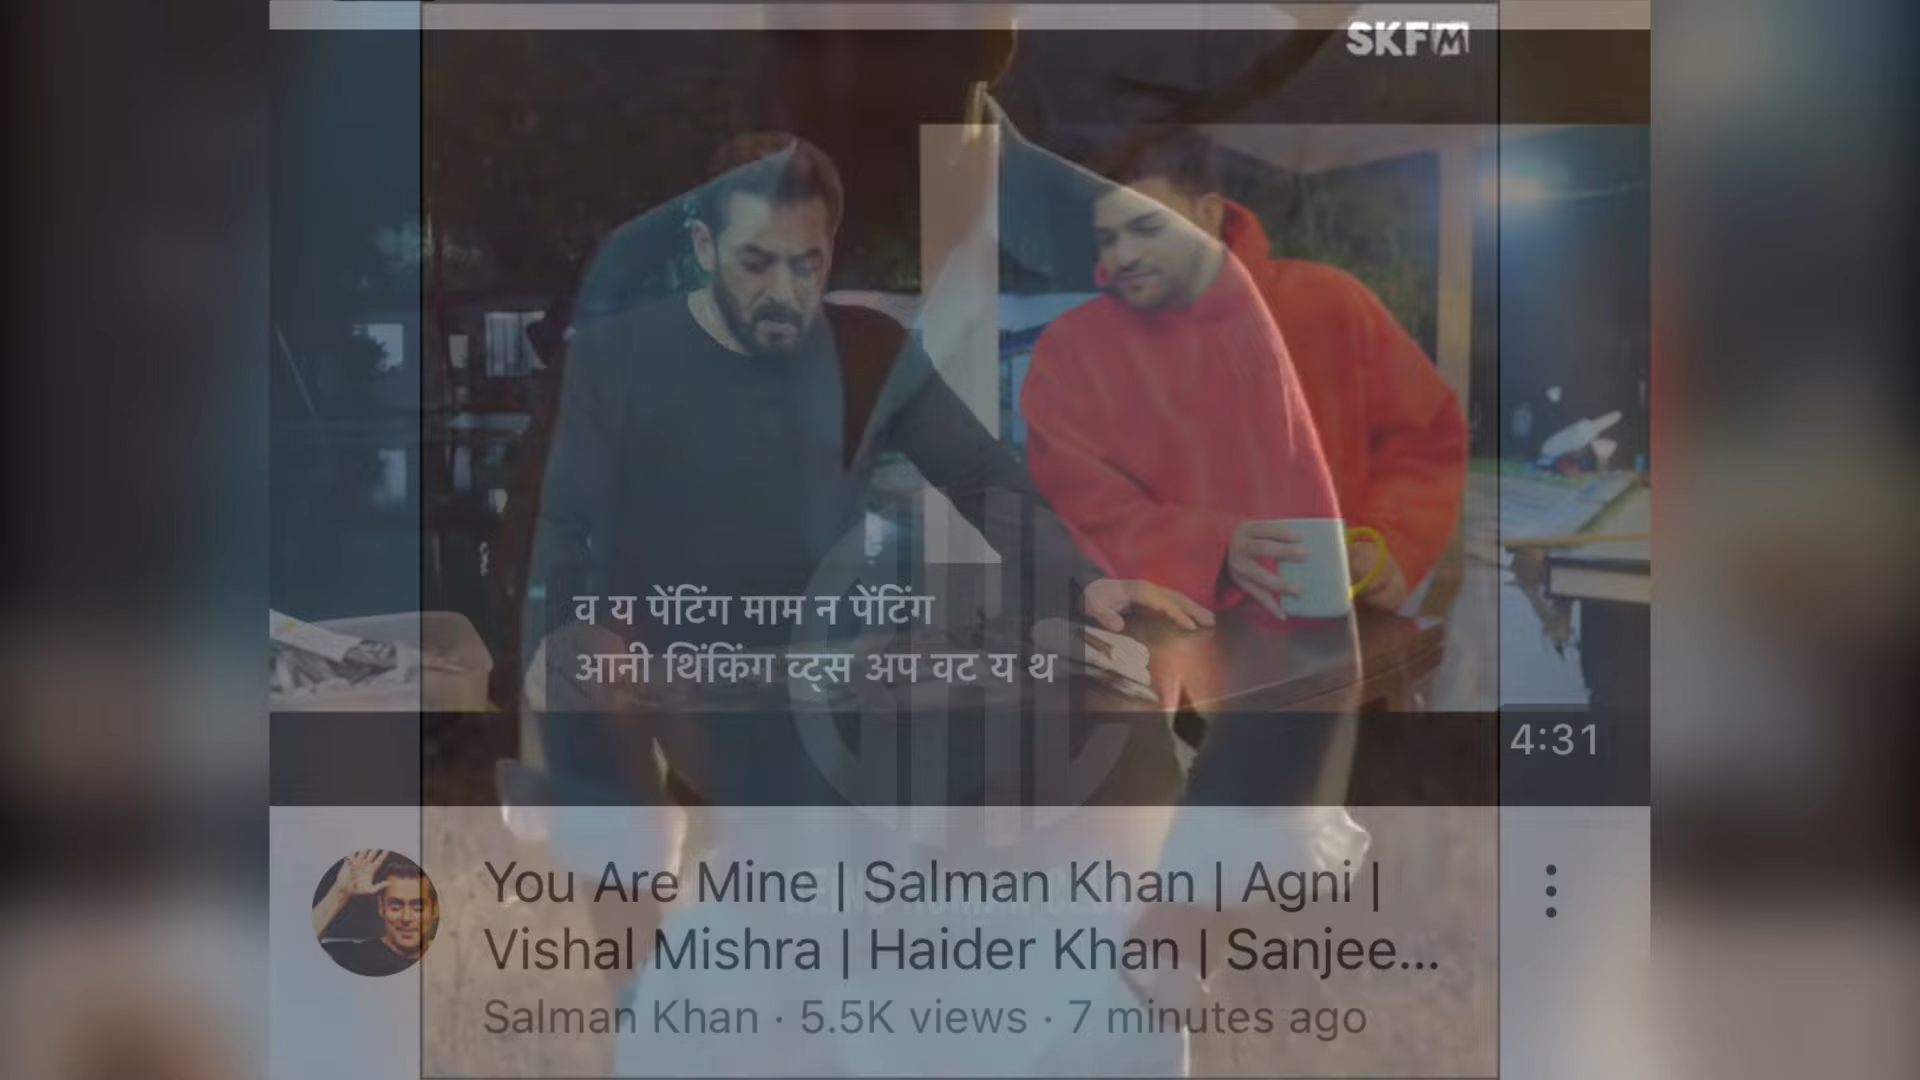 SKFM
व य पेंटिंग माम न पेंटिंग
आनी थिंकिंग व्ट्स अप वट य थ
4:31
You Are Mine | Salman Khan | Agni |
Vishal Mishra | Haider Khan | Sanjee...
Salman Khan · 5.5K views · 7 minutes ago